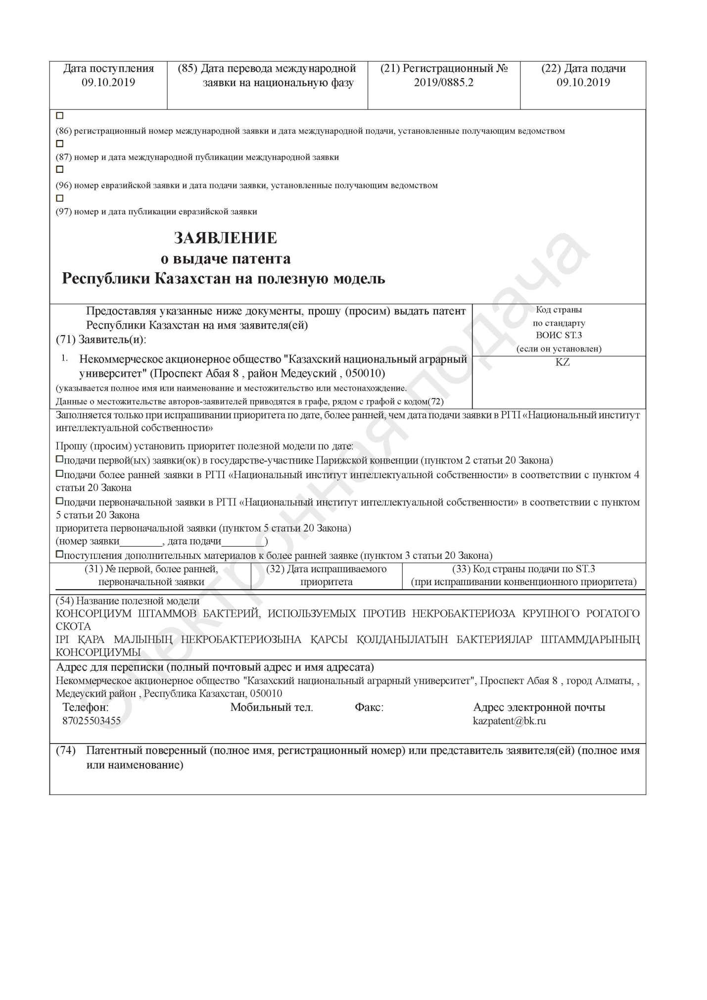 Дата поступления
09.10.2019
(85) Дата перевода международной
заявки на национальную фазу
(21) Регистрационный №
2019/0885.2
(22) Дата подачи
09.10.2019
(86) регистрационный номер международной заявки и дата международной подачи, установленные получающим ведомством
(87) номер и дата международной публикации международной заявки
(96) номер евразийской заявки и дата подачи заявки, установленные получающим ведомством
(97) номер и дата публикации евразийской заявки
ЗАЯВЛЕНИЕ
о выдаче патента
Республики Казахстан на полезную модель
Предоставляя указанные ниже документы, прошу (просим) выдать патент
Республики Казахстан на имя заявителя(ей)
(71) Заявитель(и):
1. Некоммерческое акционерное общество "Казахский национальный аграрный
университет" (Проспект Абая 8 , район Медеуский , 050010)
(указывается полное имя или наименование и местожительство или местонахождение.
Данные о местожительстве авторов-заявителей приводятся в графе, рядом с графой с кодом(72)
Код страны
по стандарту
ВОИС ST.3
(если он установлен)
KZ
Заполняется только при испрашивании приоритета по дате, более ранней, чем дата подачи заявки в РГП «Национальный институт
интеллектуальной собственности»
Прошу (просим) установить приоритет полезной модели по дате:
подачи первой(ых) заявки(ок) в государстве-участнике Парижской конвенции (пунктом 2 статьи 20 Закона)
подачи более ранней заявки в РГП «Национальный институт интеллектуальной собственности» в соответствии с пунктом 4
статьи 20 Закона
подачи первоначальной заявки в РГП «Национальный институт интеллектуальной собственности» в соответствии с пунктом
5 статьи 20 Закона
приоритета первоначальной заявки (пунктом 5 статьи 20 Закона)
(номер заявки________, дата подачи________)
поступления дополнительных материалов к более ранней заявке (пунктом 3 статьи 20 Закона)
(31) № первой, более ранней,
первоначальной заявки
(32) Дата испрашиваемого
приоритета
(33) Код страны подачи по ST.3
(при испрашивании конвенционного приоритета)
(54) Название полезной модели
КОНСОРЦИУМ ШТАММОВ БАКТЕРИЙ, ИСПОЛЬЗУЕМЫХ ПРОТИВ НЕКРОБАКТЕРИОЗА КРУПНОГО РОГАТОГО
СКОТА
ІРІ ҚАРА МАЛЫНЫҢ НЕКРОБАКТЕРИОЗЫНА ҚАРСЫ ҚОЛДАНЫЛАТЫН БАКТЕРИЯЛАР ШТАММДАРЫНЫҢ
КОНСОРЦИУМЫ
Адрес для переписки (полный почтовый адрес и имя адресата)
Некоммерческое акционерное общество "Казахский национальный аграрный университет", Проспект Абая 8 , город Алматы, ,
Медеуский район , Республика Казахстан, 050010
Телефон: Мобильный тел. Факс: Адрес электронной почты
87025503455 kazpatent@bk.ru
(74) Патентный поверенный (полное имя, регистрационный номер) или представитель заявителя(ей) (полное имя
или наименование)
Электронная подача